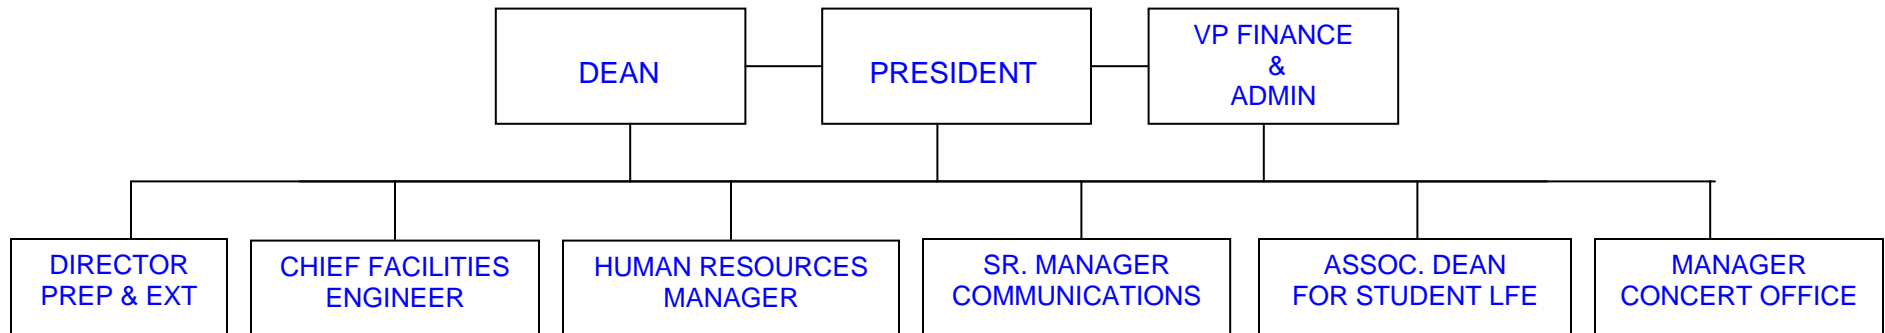 DEAN
PRESIDENT
VP FINANCE
&
ADMIN
DIRECTOR
PREP & EXT
CHIEF FACILITIES
ENGINEER
HUMAN RESOURCES
MANAGER
SR. MANAGER
COMMUNICATIONS
ASSOC. DEAN
FOR STUDENT LFE
MANAGER
CONCERT OFFICE